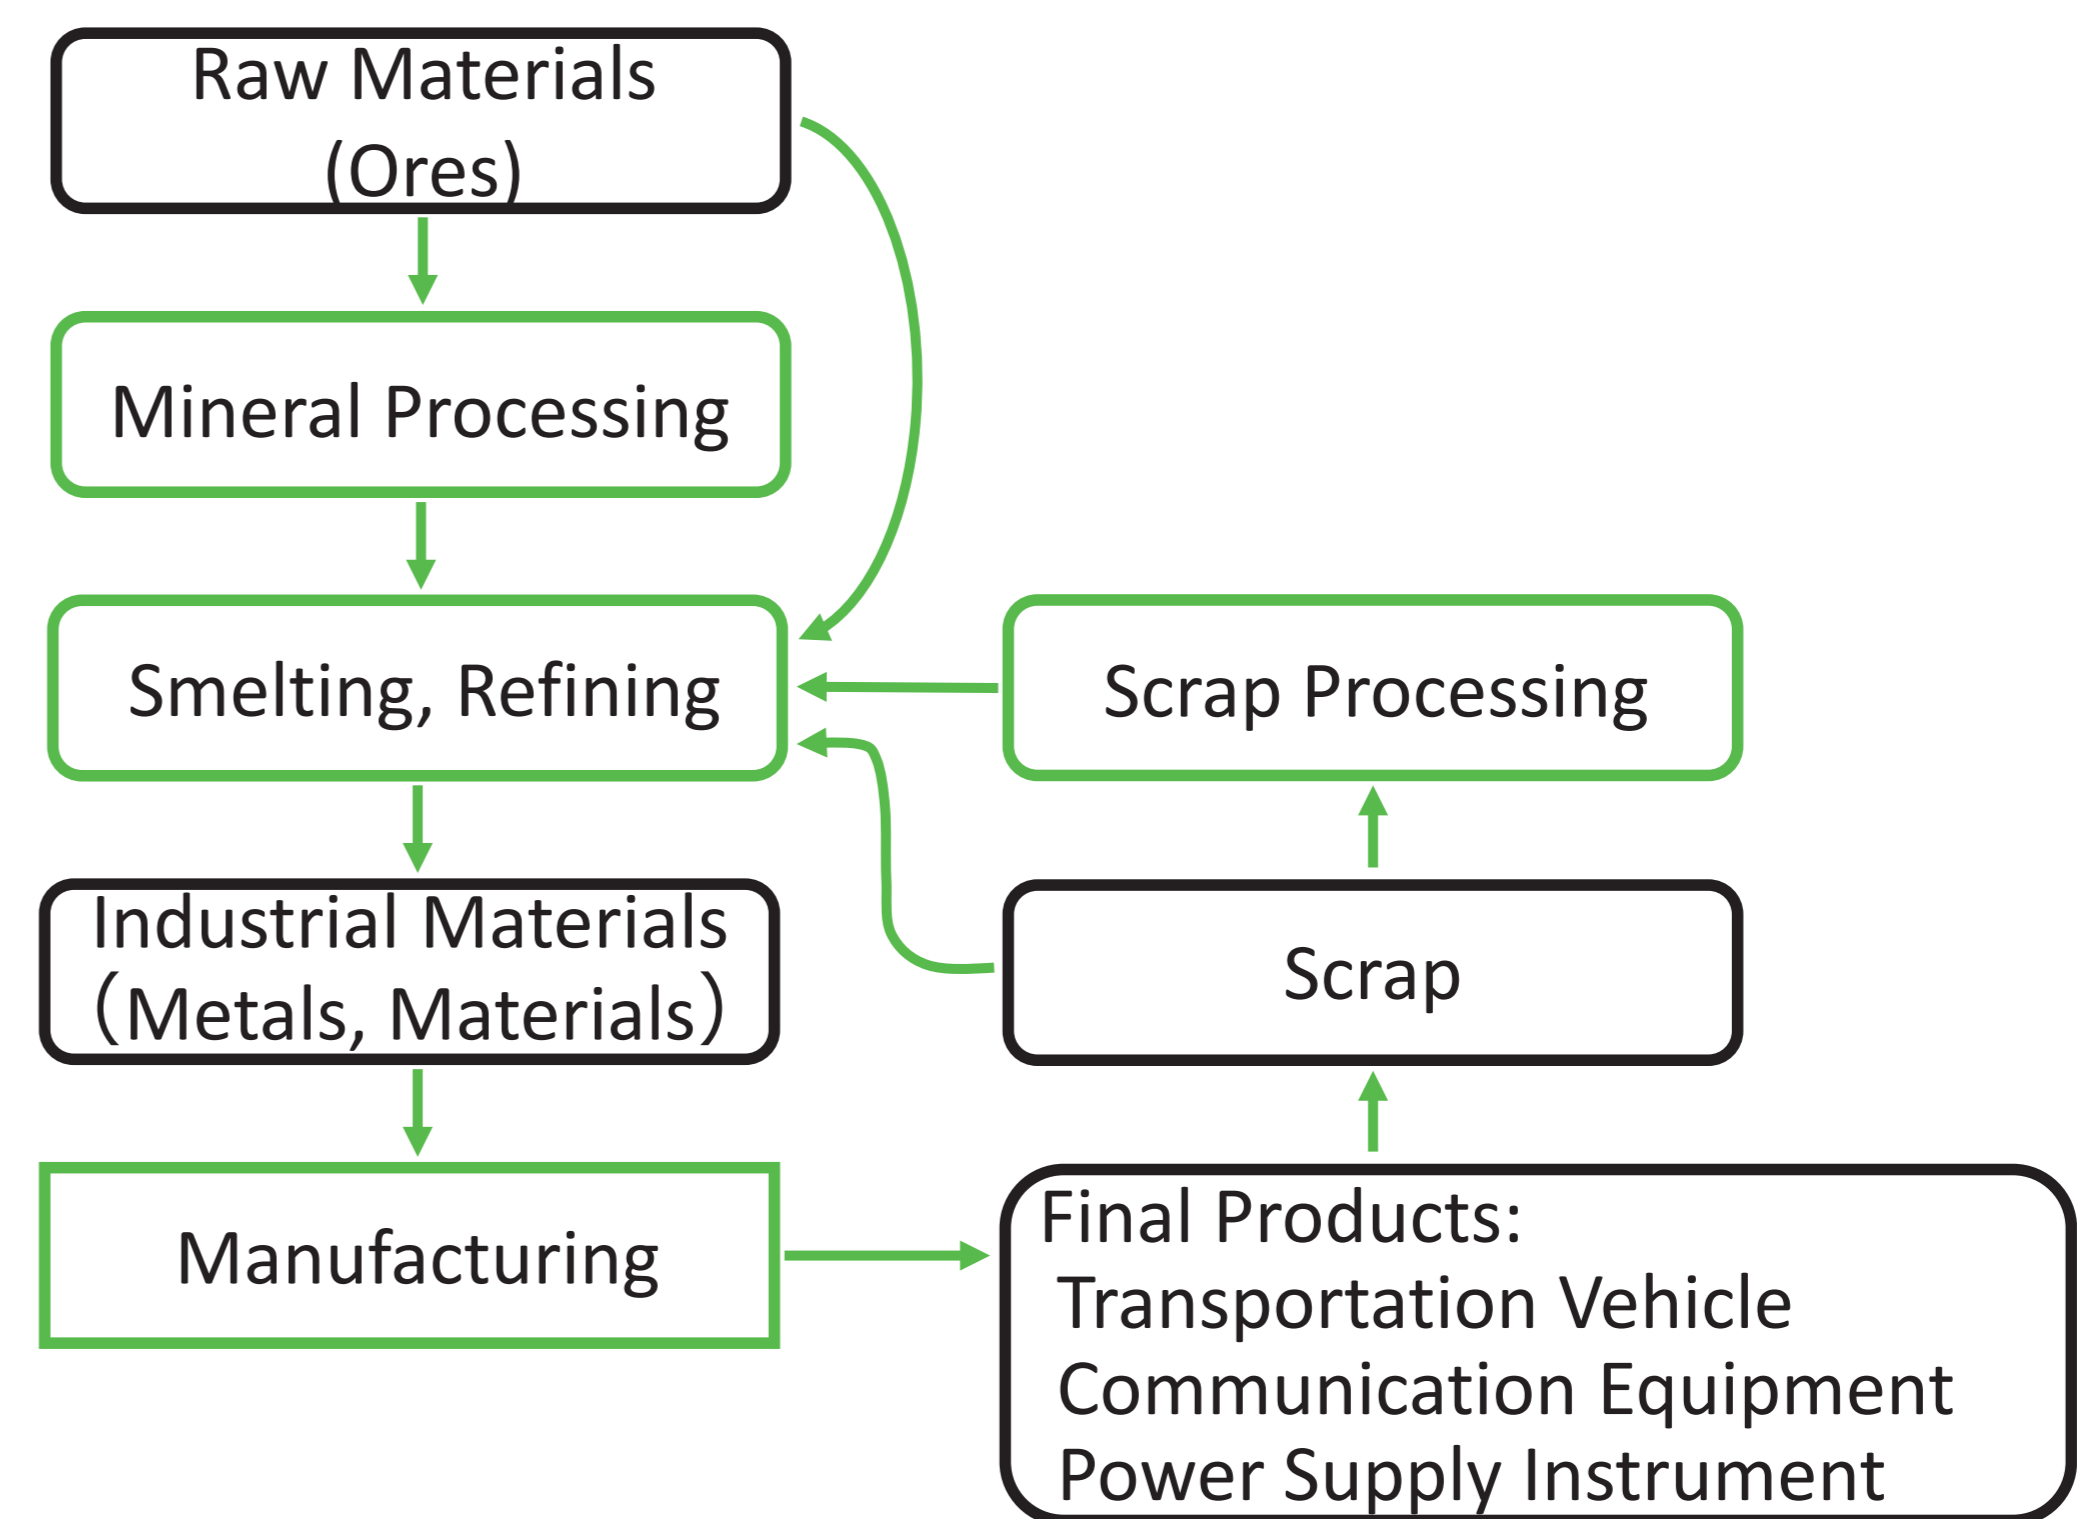 Raw Materials
(Ores)
Mineral Processing
Smelting, Refining
Scrap Processing
Industrial Materials
（Metals, Materials）
Scrap
Manufacturing
Final Products:
Transportation Vehicle
Communication Equipment
Power Supply Instrument